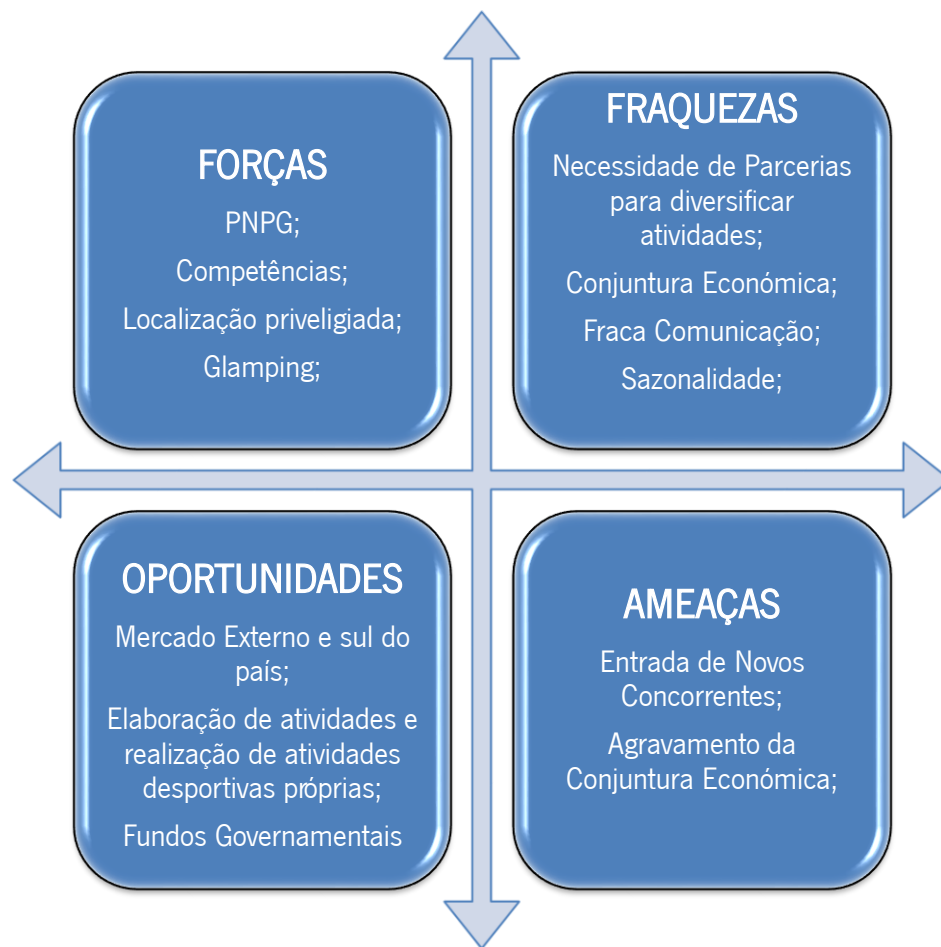 FORÇAS
PNPG;
Competências;
Localização priveligiada;
Glamping;
FRAQUEZAS
Necessidade de Parcerias
para diversificar
atividades;
Conjuntura Económica;
Fraca Comunicação;
Sazonalidade;
OPORTUNIDADES
Mercado Externo e sul do
país;
Elaboração de atividades e
realização de atividades
desportivas próprias;
Fundos Governamentais
AMEAÇAS
Entrada de Novos
Concorrentes;
Agravamento da
Conjuntura Económica;